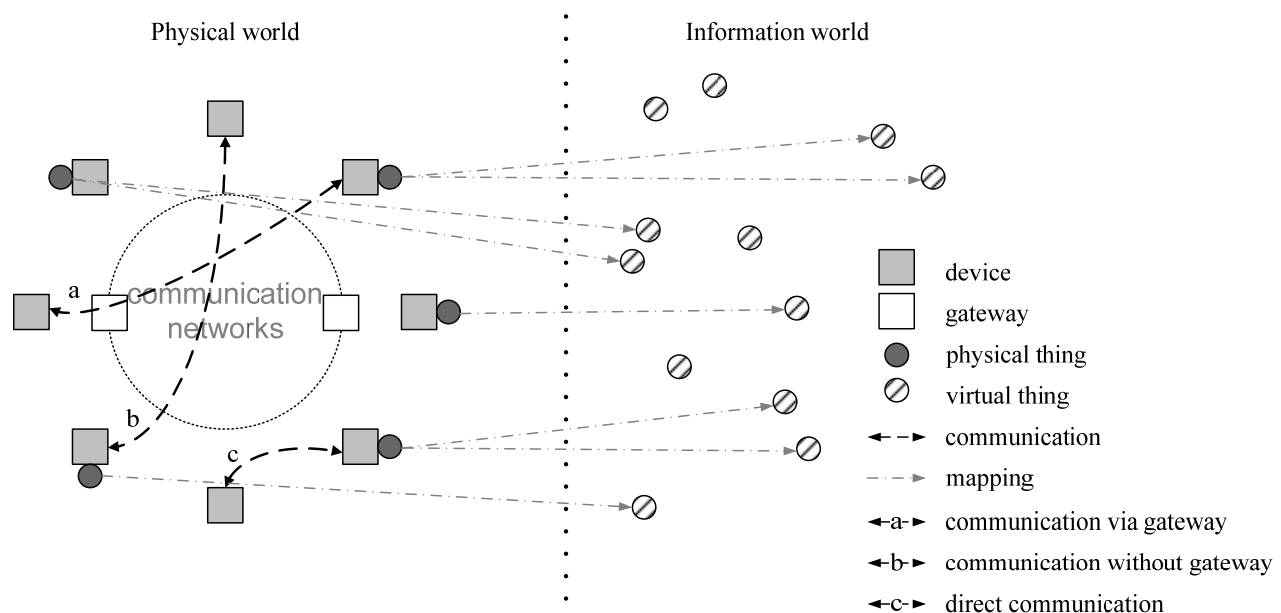 Physical world
Information world
a
communication
networks
b
c
device
gateway
physical thing
virtual thing
communication
mapping
a communication via gateway
b communication without gateway
c direct communication